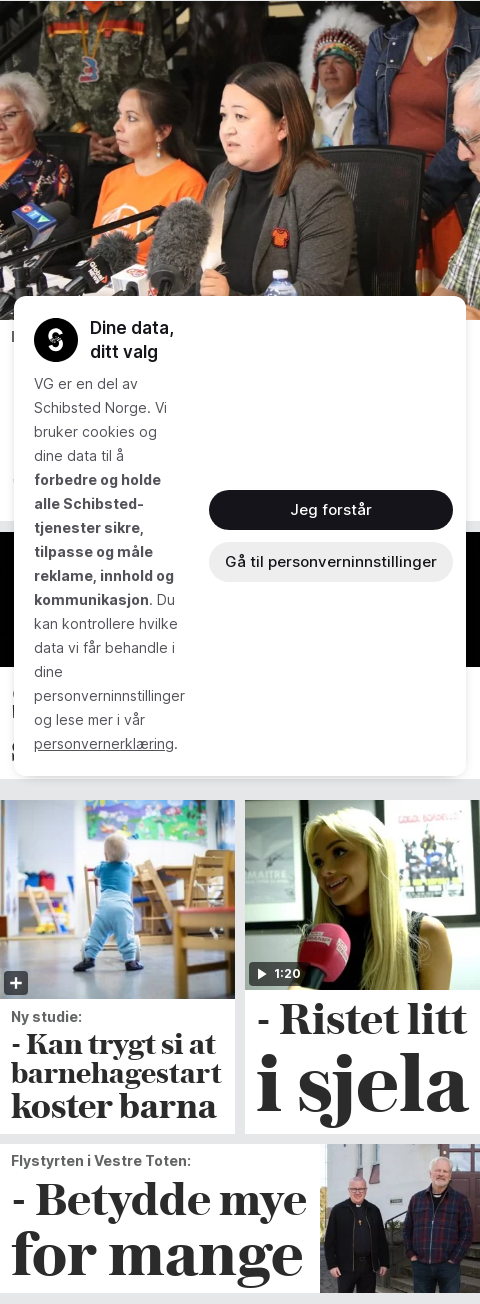 Dine data,
ditt valg
VG er en del av
Schibsted Norge. Vi
bruker cookies og
dine data til å
forbedre og holde
alle Schibsted-
tjenester sikre,
tilpasse og måle
reklame, innhold og
kommunikasjon. Du
kan kontrollere hvilke
data vi får behandle i
dine
personverninnstillinger
og lese mer i vår
personvernerklæring.
Jeg forstår
Gå til personverninnstillinger
Ny studie:
- Kan trygt si at
barnehagestart
koster barna
1:20
- Ristet litt
i sjela
Flystyrten i Vestre Toten:
- Betydde mye
for mange